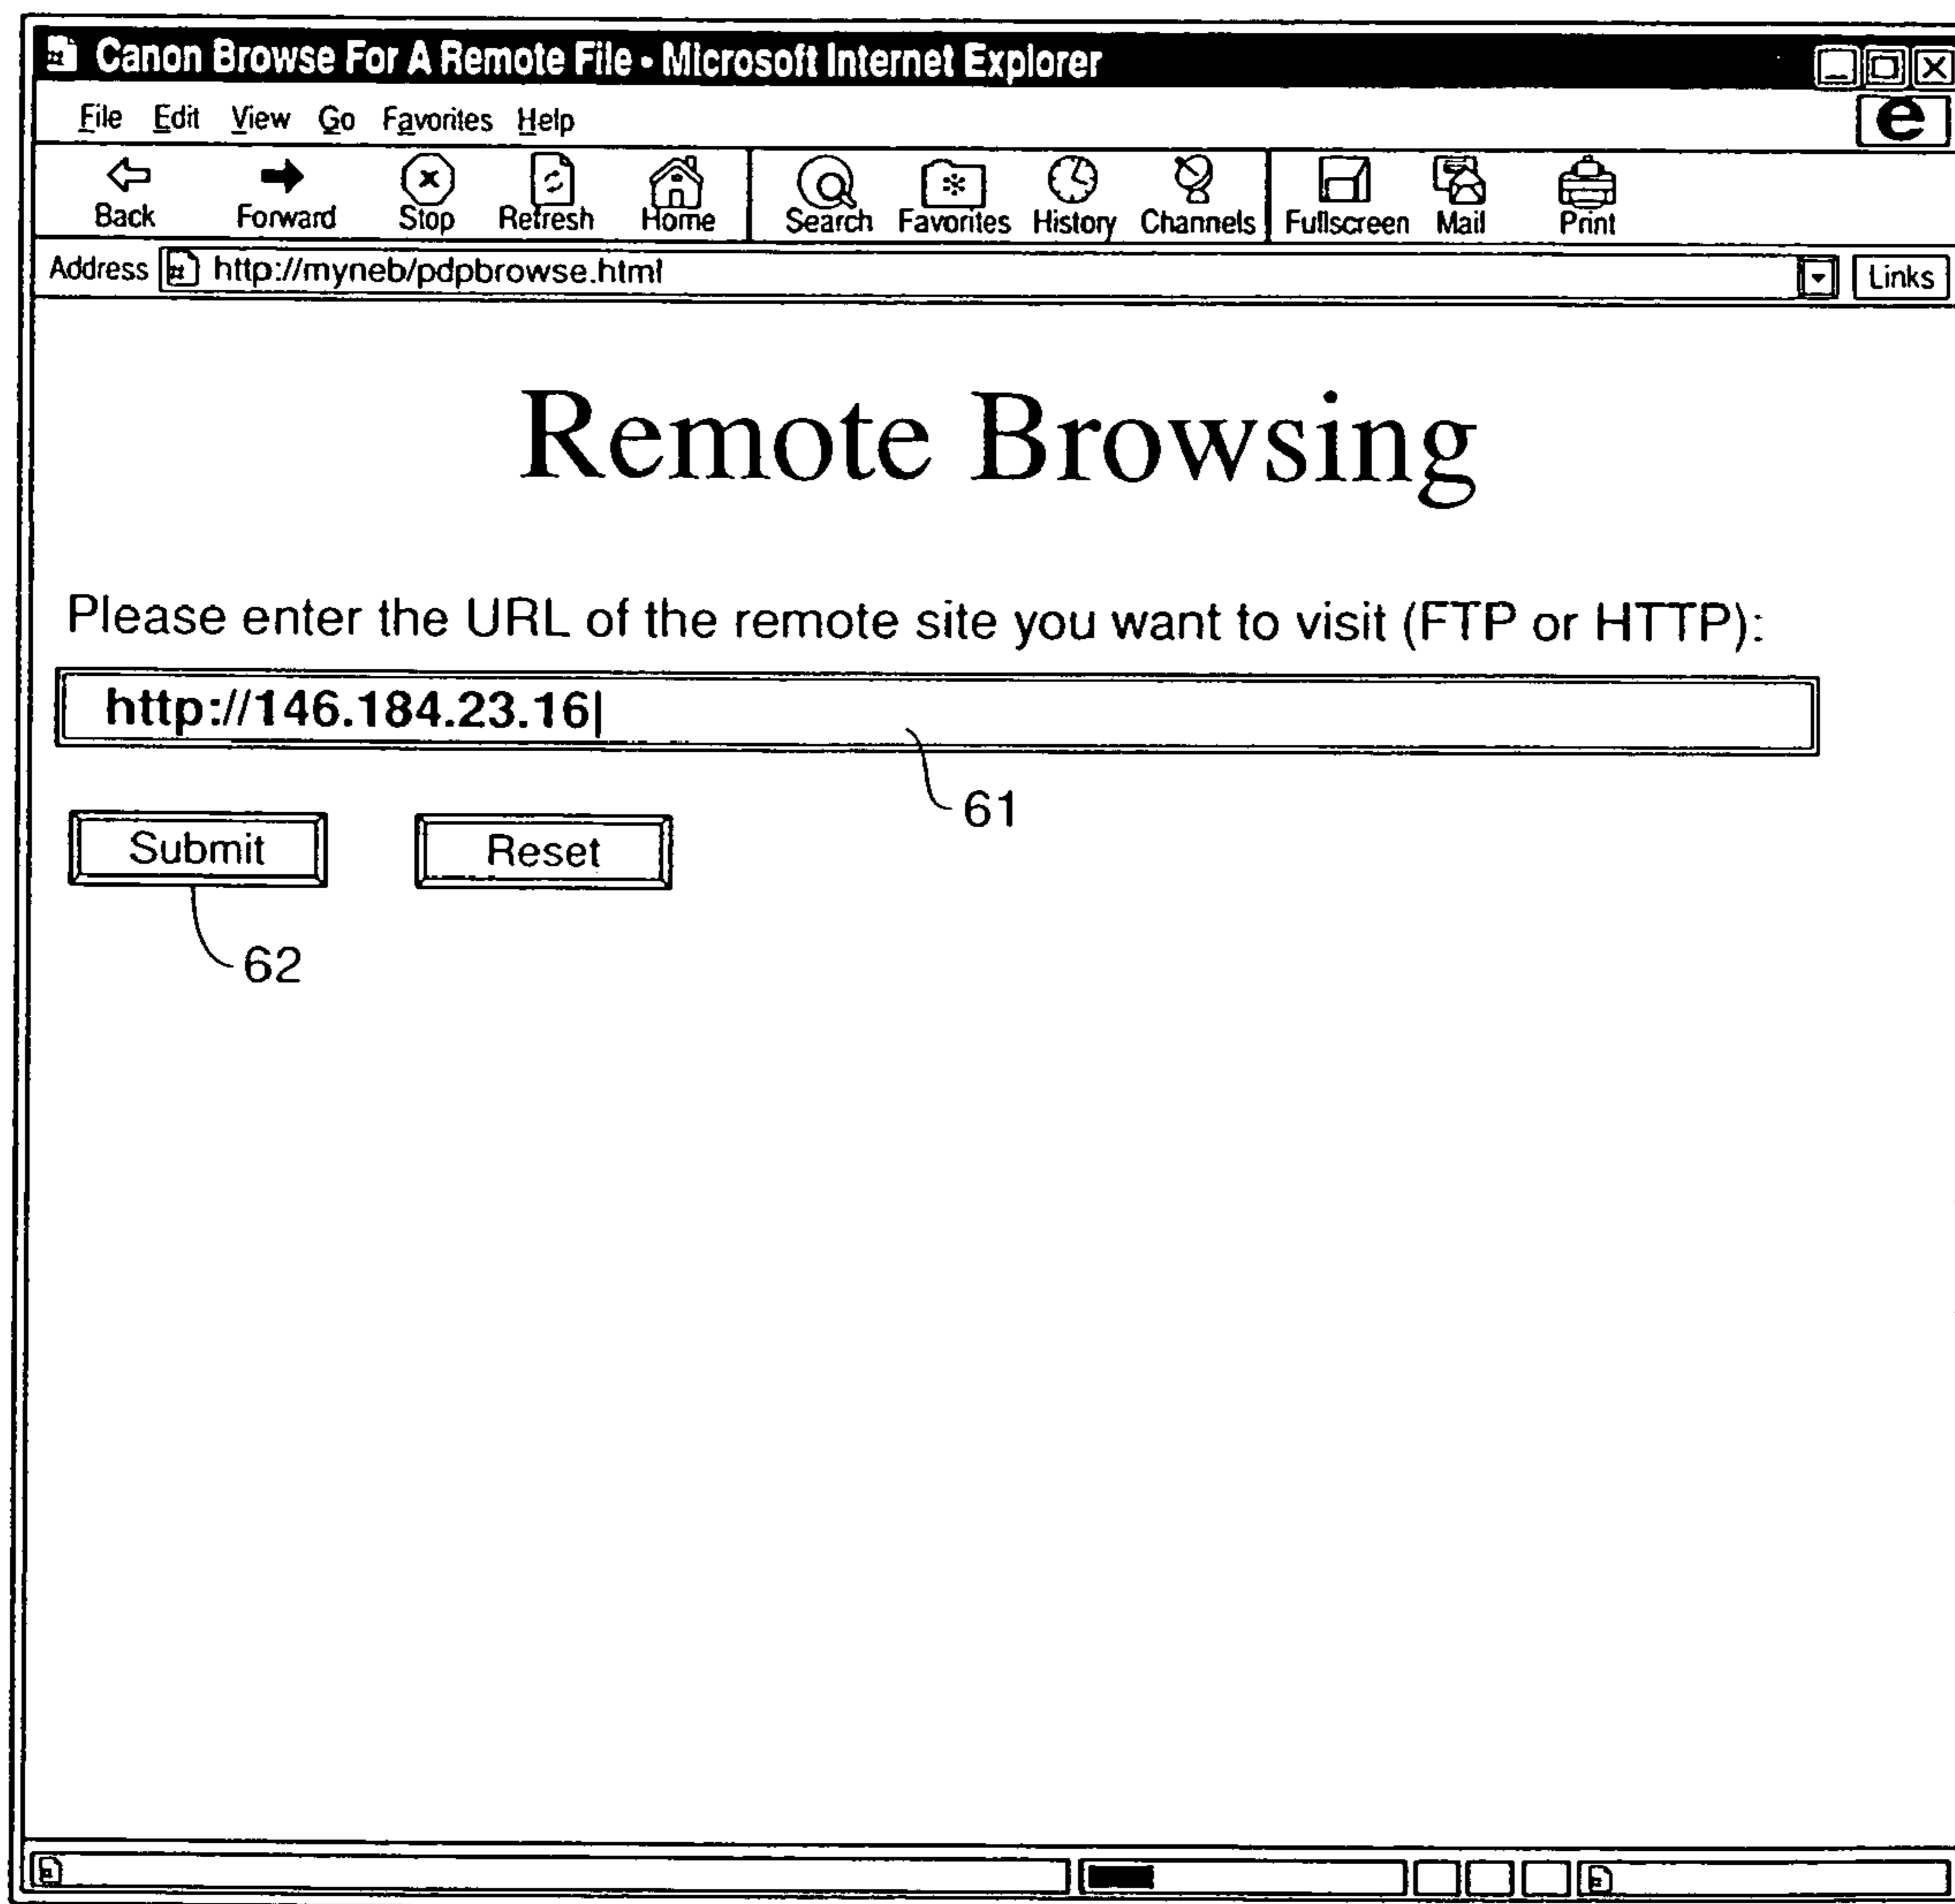 Canon Browse For A Remote File - Microsoft Internet Explorer
File Edit View Go Favorites Help
e
Back Forward Stop Refresh Home Search Favorites History Channels Fullscreen Mail Print
Address http://myneb/pdpbrowse.html Links
Remote Browsing
Please enter the URL of the remote site you want to visit (FTP or HTTP):
http://146.184.23.16
61
Submit Reset
62